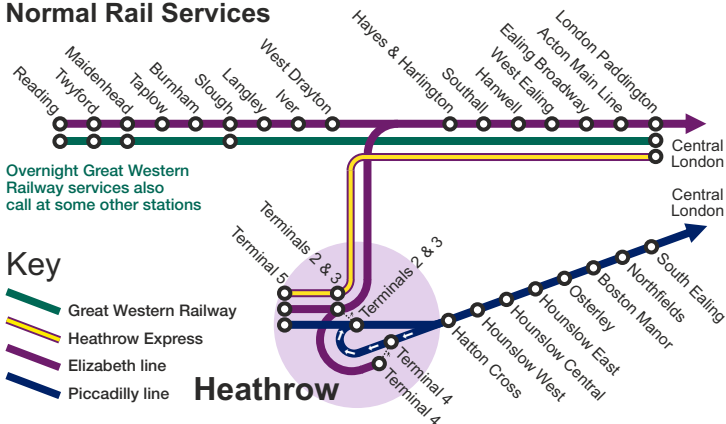 Normal Rail Services
Reading
Twyford
Maidenhead
Taplow
Burnham
Slough
Langley
Iver
West Drayton
Hayes & Harlington
Southall
Hanwell
West Ealing
Ealing Broadway
Acton Main Line
London Paddington
Central
London
Overnight Great Western
Railway services also
call at some other stations
Central
London
Terminal 5
Terminals 2 & 3
Terminals 2 & 3
Terminal 4
Terminal 4
Hatton Cross
Hounslow West
Hounslow Central
Hounslow East
Osterley
Boston Manor
Northfields
South Ealing
Heathrow
Key
Great Western Railway
Heathrow Express
Elizabeth line
Piccadilly line